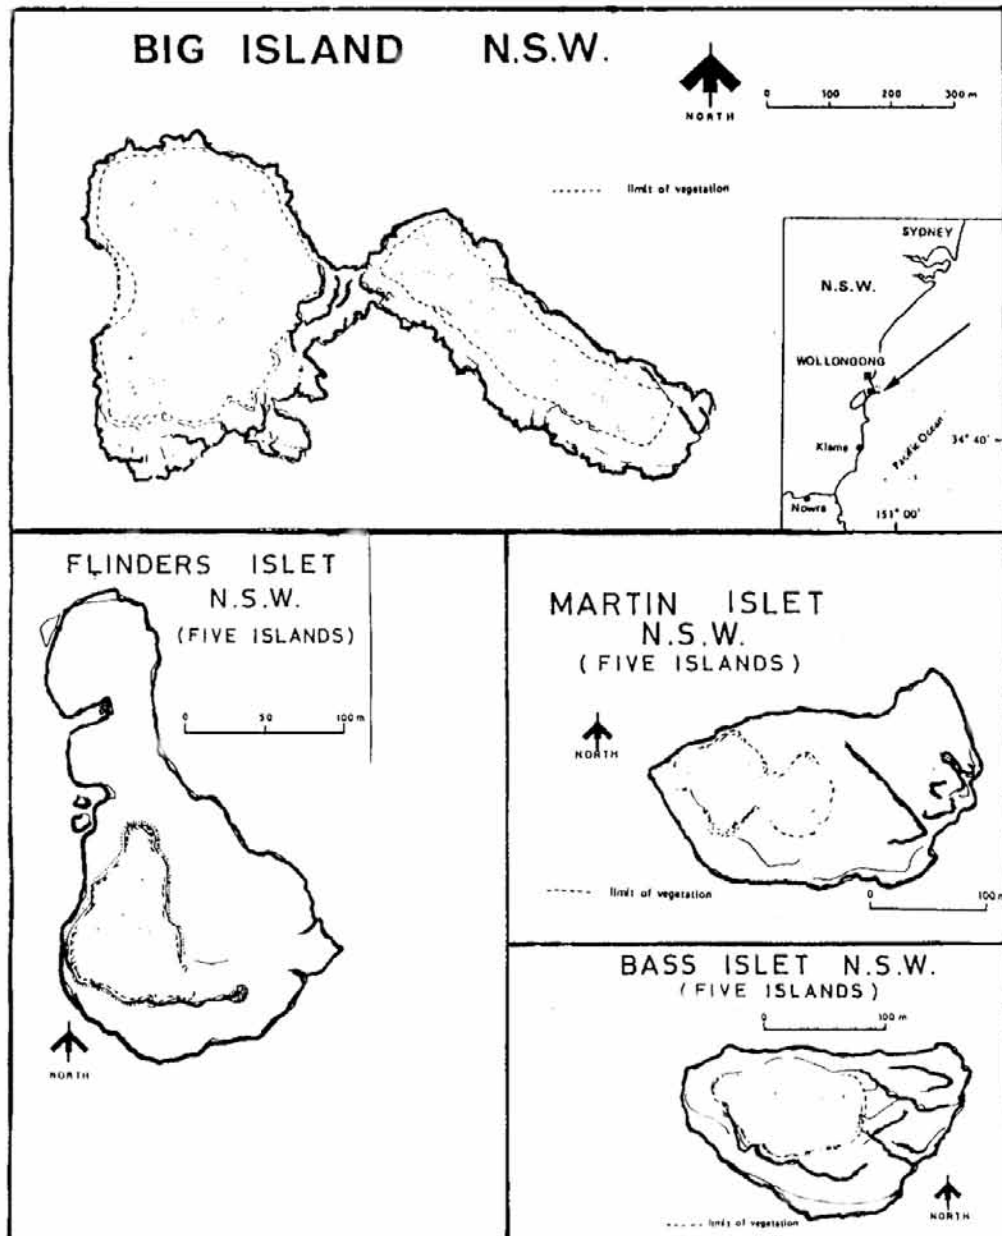 BIG ISLAND N.S.W.
NORTH
0 100 200 300 m
limit of vegetation
SYDNEY
N.S.W.
WOLLONGONG
Kiama
Pacific Ocean
34° 40'
Nowra
151° 00'
FLINDERS ISLET
N.S.W.
(FIVE ISLANDS)
0 50 100 m
NORTH
MARTIN ISLET
N.S.W.
(FIVE ISLANDS)
NORTH
limit of vegetation
0 100 m
BASS ISLET N.S.W.
(FIVE ISLANDS)
0 100 m
NORTH
limit of vegetation